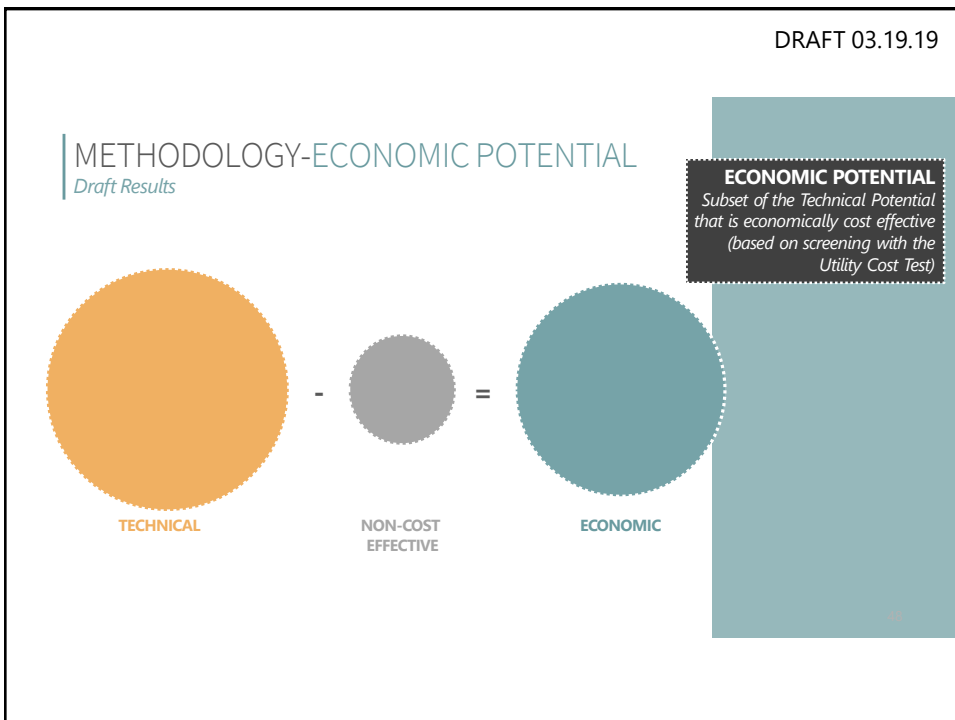 DRAFT 03.19.19
METHODOLOGY-ECONOMIC POTENTIAL
Draft Results
ECONOMIC POTENTIAL
Subset of the Technical Potential
that is economically cost effective
(based on screening with the
Utility Cost Test)
-
=
TECHNICAL
NON-COST
EFFECTIVE
ECONOMIC